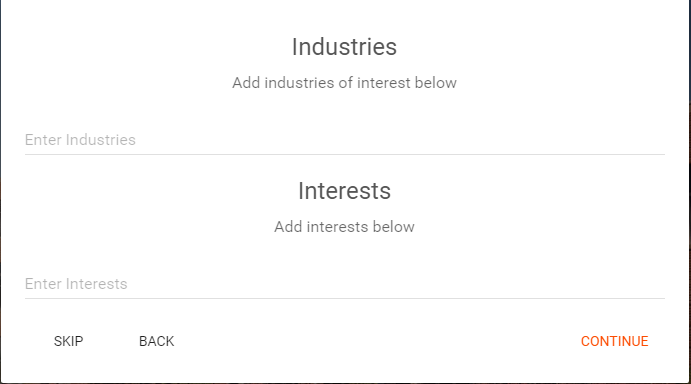 Industries
Add industries of interest below
Enter Industries
Interests
Add interests below
Enter Interests
SKIP BACK CONTINUE